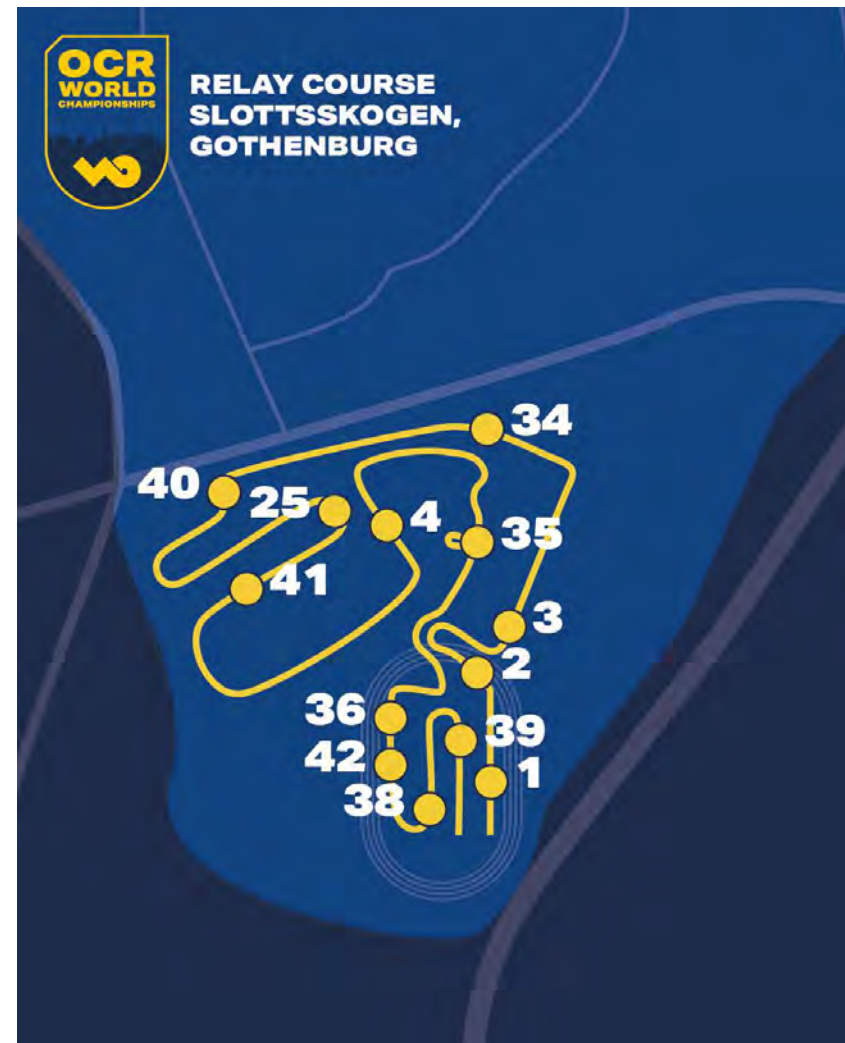 OCR
WORLD
CHAMPIONSHIPS
RELAY COURSE
SLOTTSSKOGEN,
GOTHENBURG
34
40
25
4
35
41
3
2
36
39
42
1
38